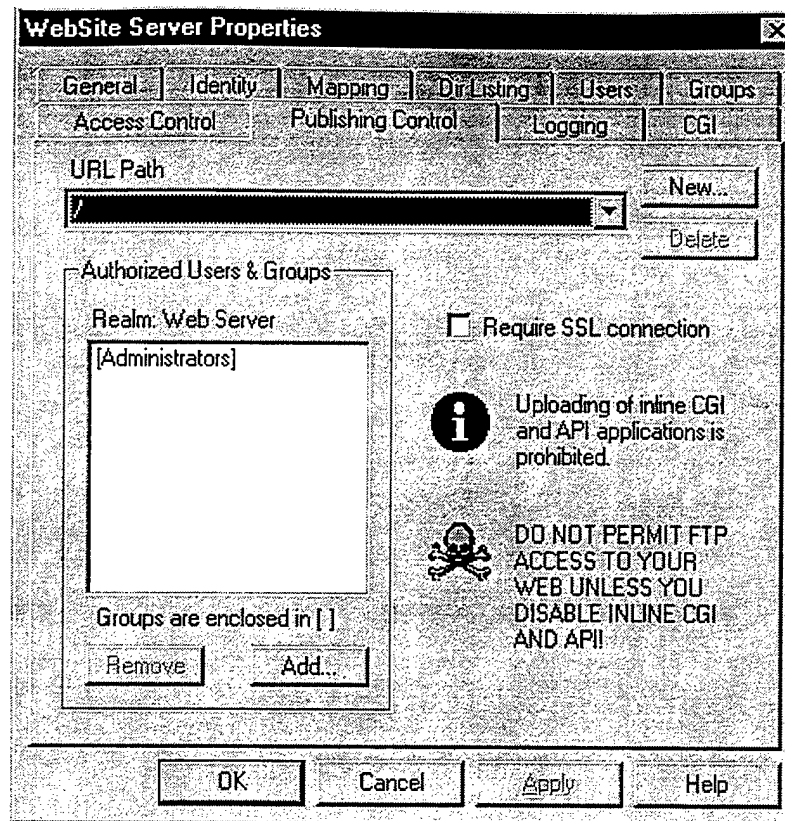 WebSite Server Properties
General Identity Mapping Dir Listing Users Groups
Access Control Publishing Control Logging CGI
URL Path
/
New...
Delete
Authorized Users & Groups
Realm: Web Server
[Administrators]
Groups are enclosed in [ ]
Remove Add...
Require SSL connection
Uploading of inline CGI
and API applications is
prohibited.
DO NOT PERMIT FTP
ACCESS TO YOUR
WEB UNLESS YOU
DISABLE INLINE CGI
AND API!
OK Cancel Apply Help